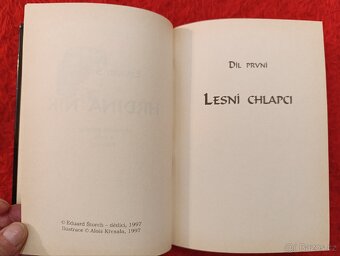 © Eduard Štorch – dědici, 1997
Ilustrace © Alois Křesala, 1997
DÍL PRVNÍ
LESNÍ CHLAPCI